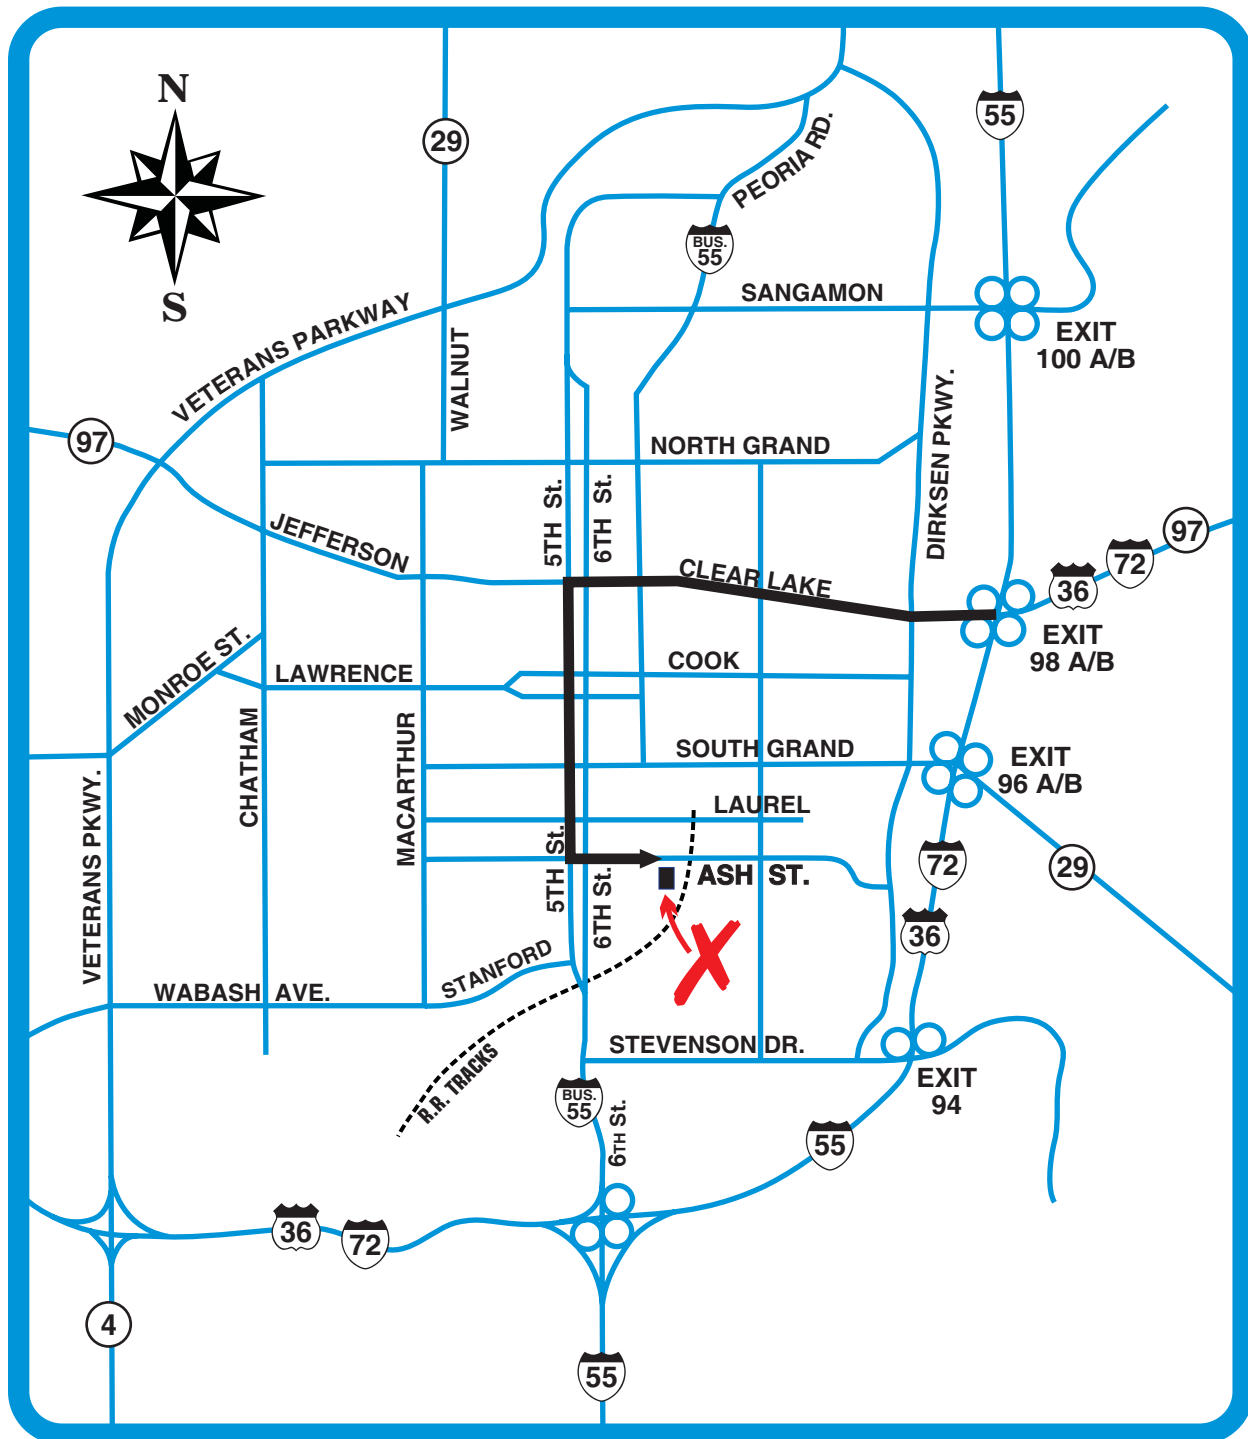 N
S
29
55
PEORIA RD.
BUS.
55
SANGAMON
EXIT
100 A/B
VETERANS PARKWAY
WALNUT
97
DIRKSEN PKWY.
NORTH GRAND
5TH St.
6TH St.
JEFFERSON
CLEAR LAKE
97
72
36
EXIT
98 A/B
MONROE ST.
LAWRENCE
COOK
CHATHAM
MACARTHUR
SOUTH GRAND
EXIT
96 A/B
VETERANS PKWY.
LAUREL
5TH St.
6TH St.
ASH ST.
72
29
36
STANFORD
WABASH AVE.
STEVENSON DR.
R.R. TRACKS
EXIT
94
BUS.
55
6TH St.
55
36
72
4
55